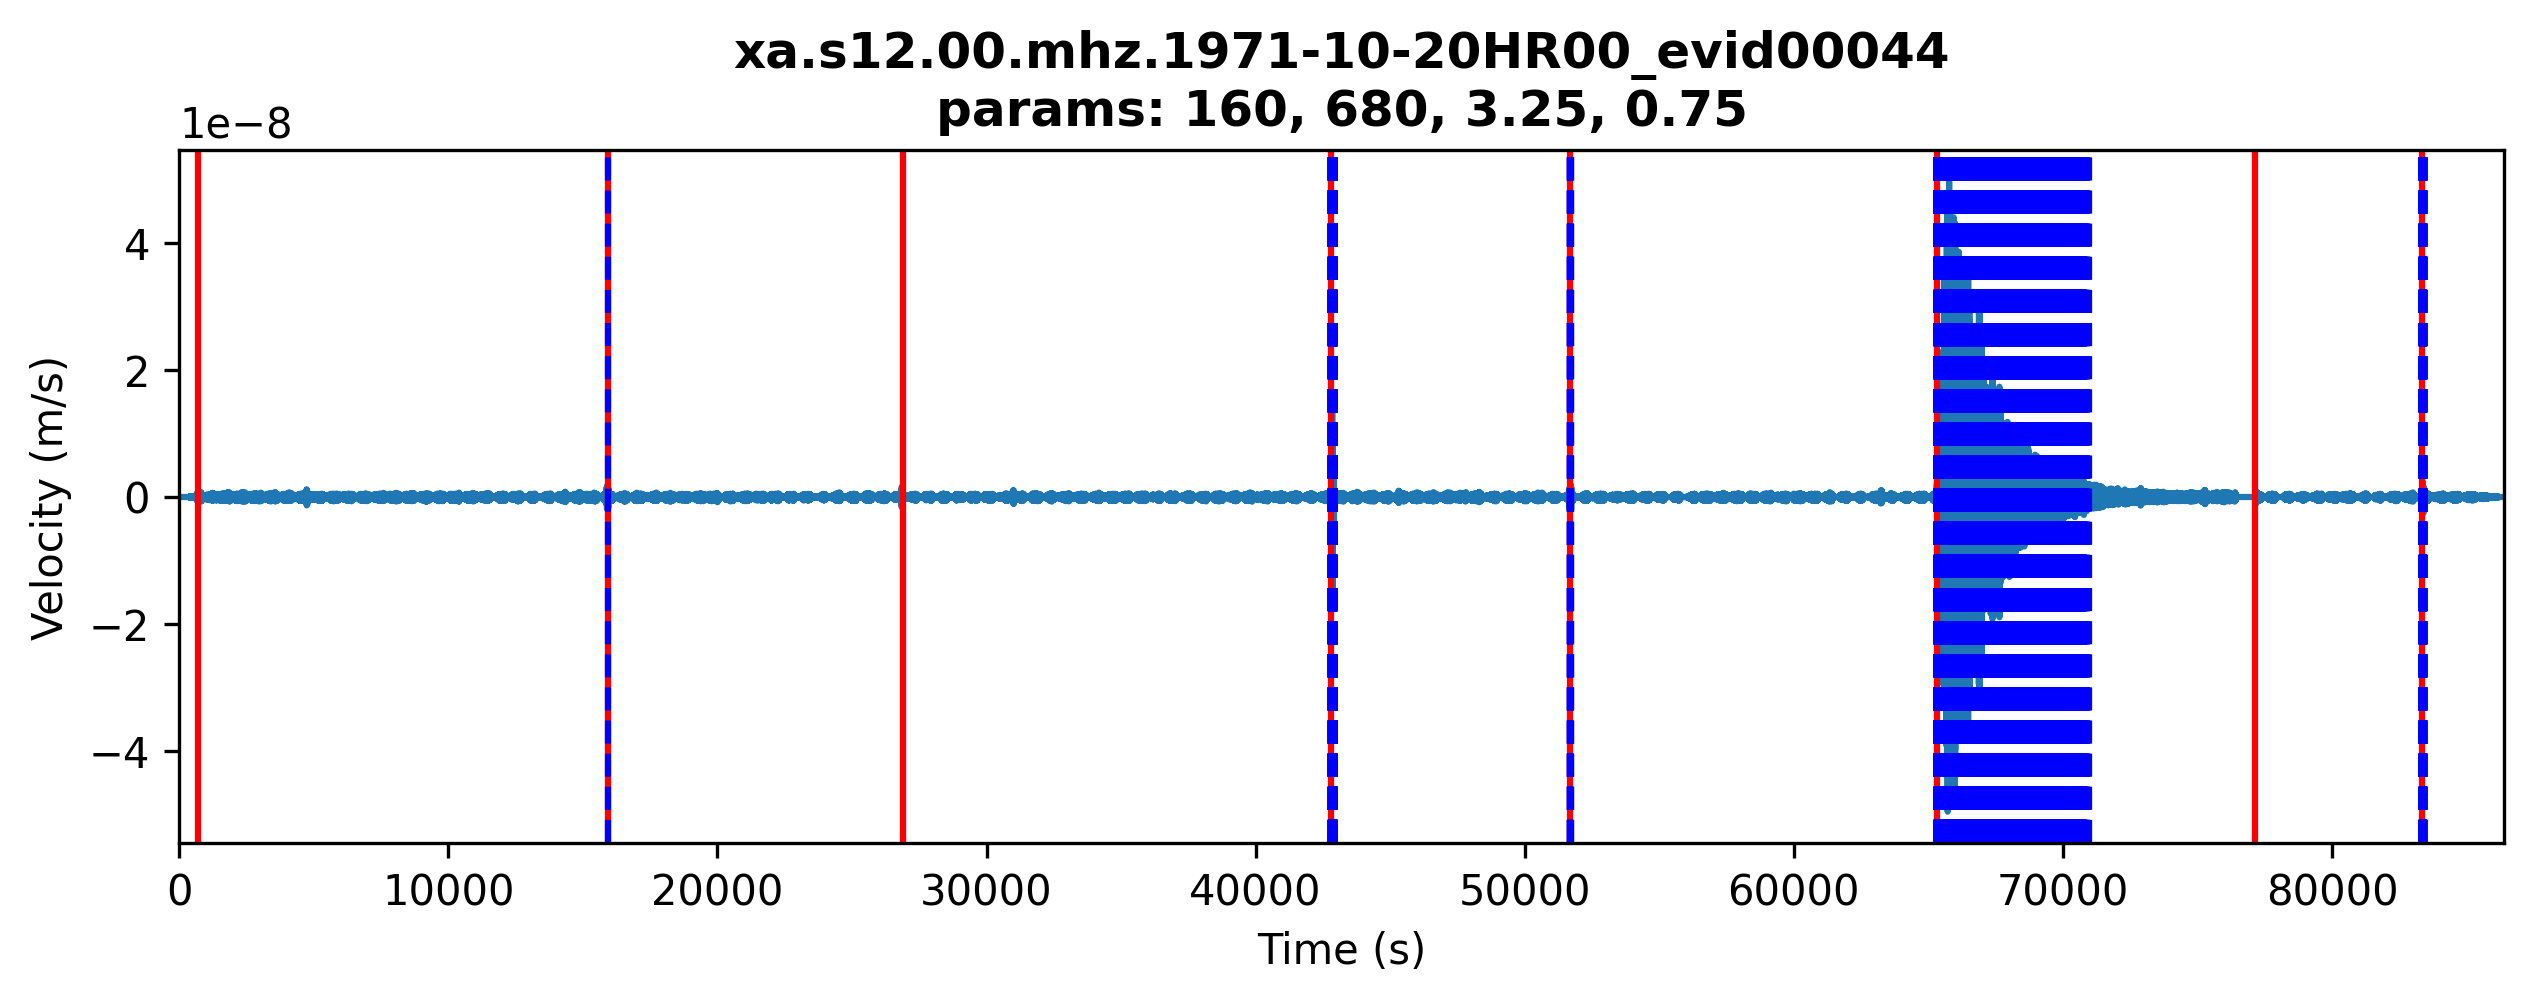 xa.s12.00.mhz.1971-10-20HR00_evid00044
params: 160, 680, 3.25, 0.75
1e−8
4
2
0
−2
−4
Velocity (m/s)
0 10000 20000 30000 40000 50000 60000 70000 80000
Time (s)